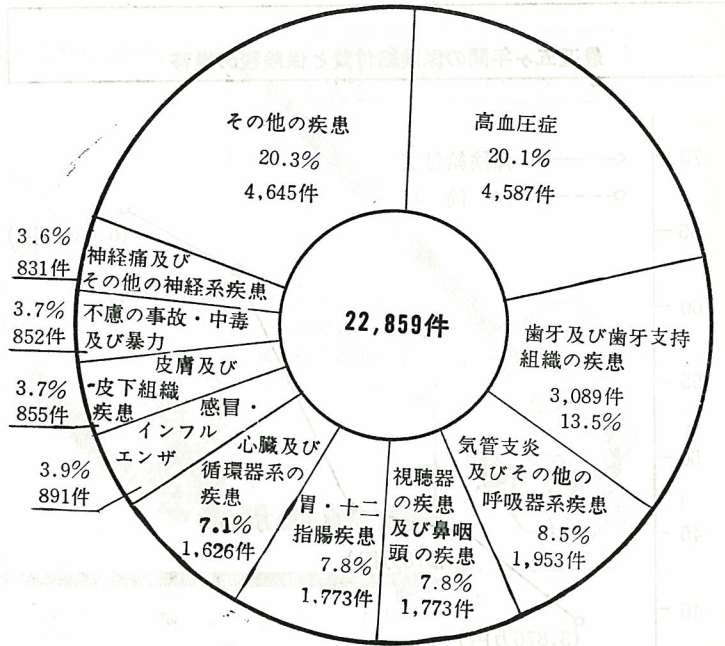 その他の疾患
20.3%
4,645件
高血圧症
20.1%
4,587件
22,859件
歯牙及び歯牙支持
組織の疾患
3,089件
13.5%
気管支炎
及びその他の
呼吸器系疾患
8.5%
1,953件
視聴器
の疾患
及び鼻咽
頭の疾患
7.8%
1,773件
胃・十二
指腸疾患
7.8%
1,773件
心臓及び
循環器系の
疾患
7.1%
1,626件
感冒・
インフル
エンザ
3.9%
891件
皮膚及び
皮下組織
疾患
3.7%
855件
不慮の事故・中毒
及び暴力
3.7%
852件
神経痛及び
その他の神経系疾患
3.6%
831件